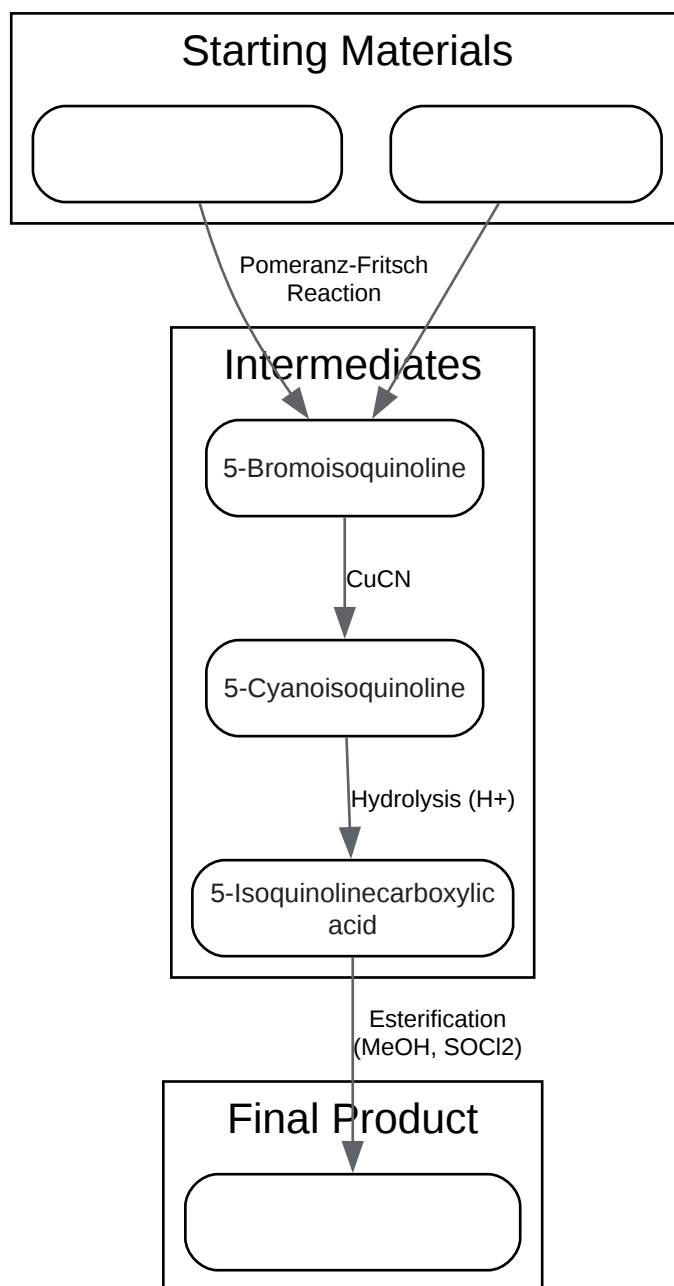 Starting Materials
Pomeranz-Fritsch
Reaction
Intermediates
5-Bromoisoquinoline
CuCN
5-Cyanoisoquinoline
Hydrolysis (H+)
5-Isoquinolinecarboxylic
acid
Esterification
(MeOH, SOCl2)
Final Product